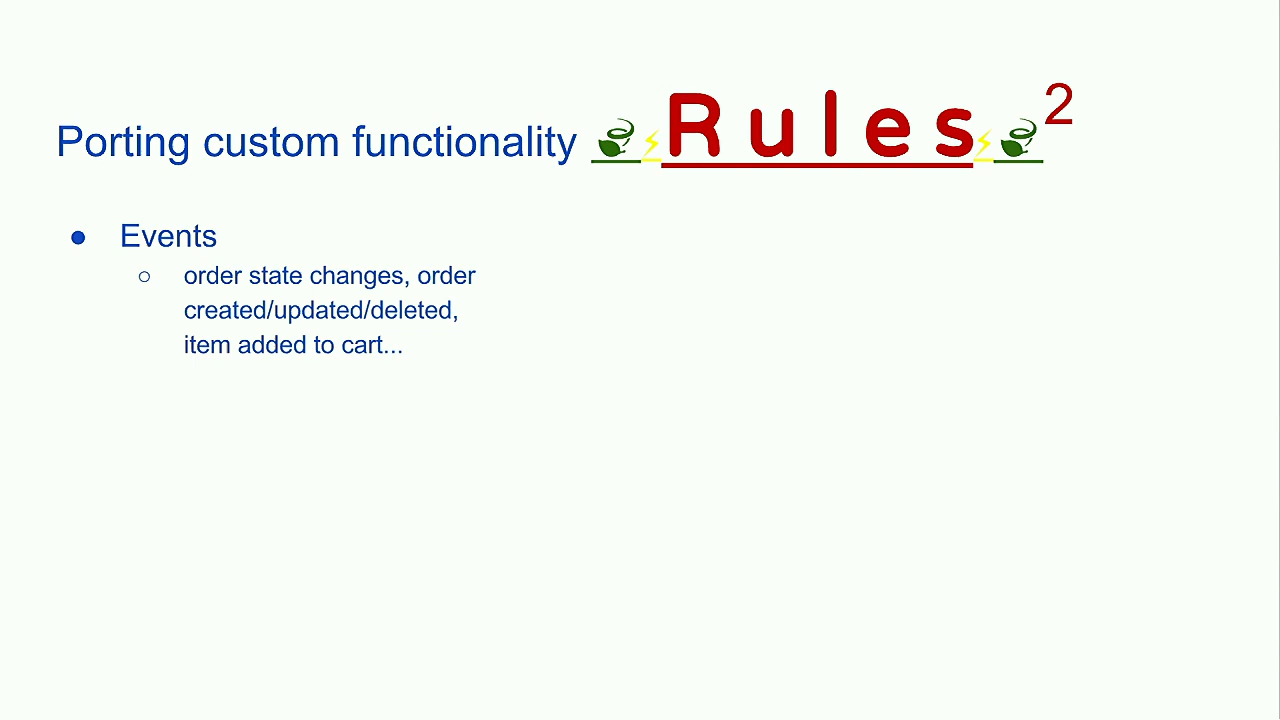 Porting custom functionality ⚡Rules⚡2
● Events
○ order state changes, order
created/updated/deleted,
item added to cart...